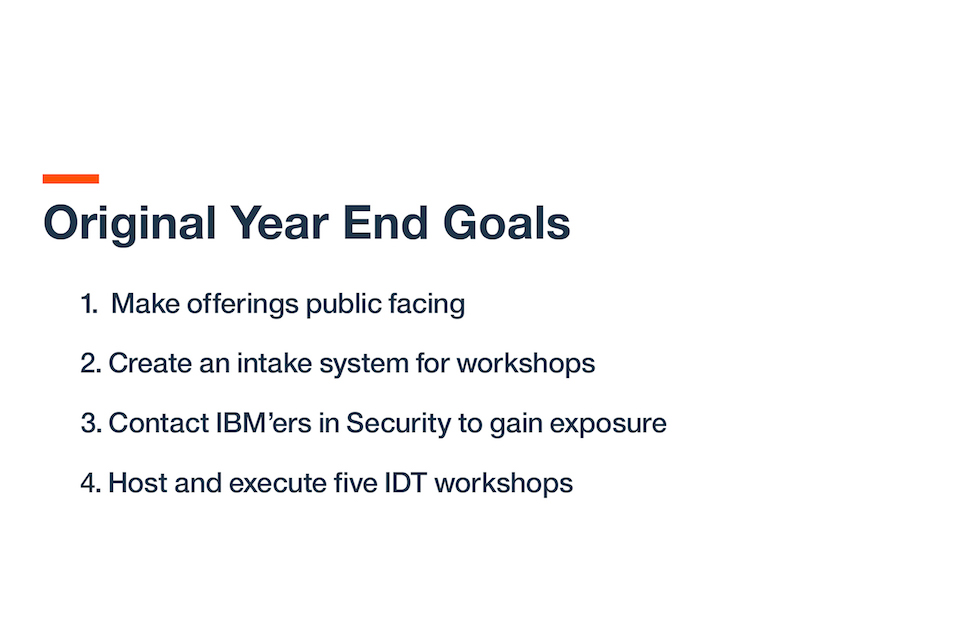 Original Year End Goals
1. Make offerings public facing
2. Create an intake system for workshops
3. Contact IBM’ers in Security to gain exposure
4. Host and execute five IDT workshops